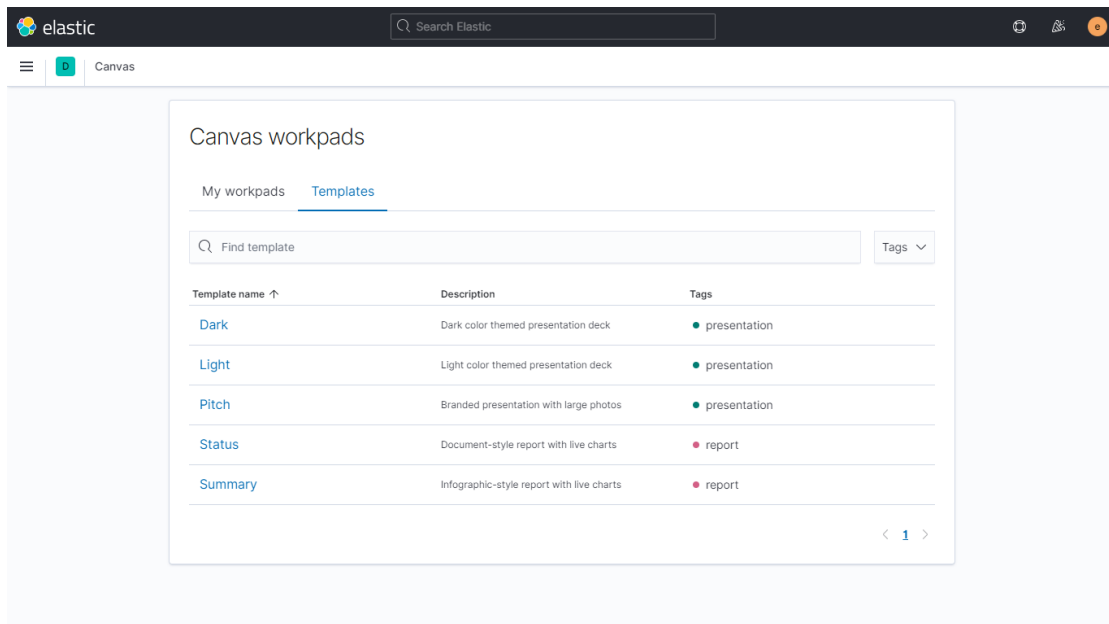 elastic
Search Elastic
e
D
Canvas
Canvas workpads
My workpads Templates
Find template
Tags
Template name Description Tags
Dark Dark color themed presentation deck presentation
Light Light color themed presentation deck presentation
Pitch Branded presentation with large photos presentation
Status Document-style report with live charts report
Summary Infographic-style report with live charts report
1